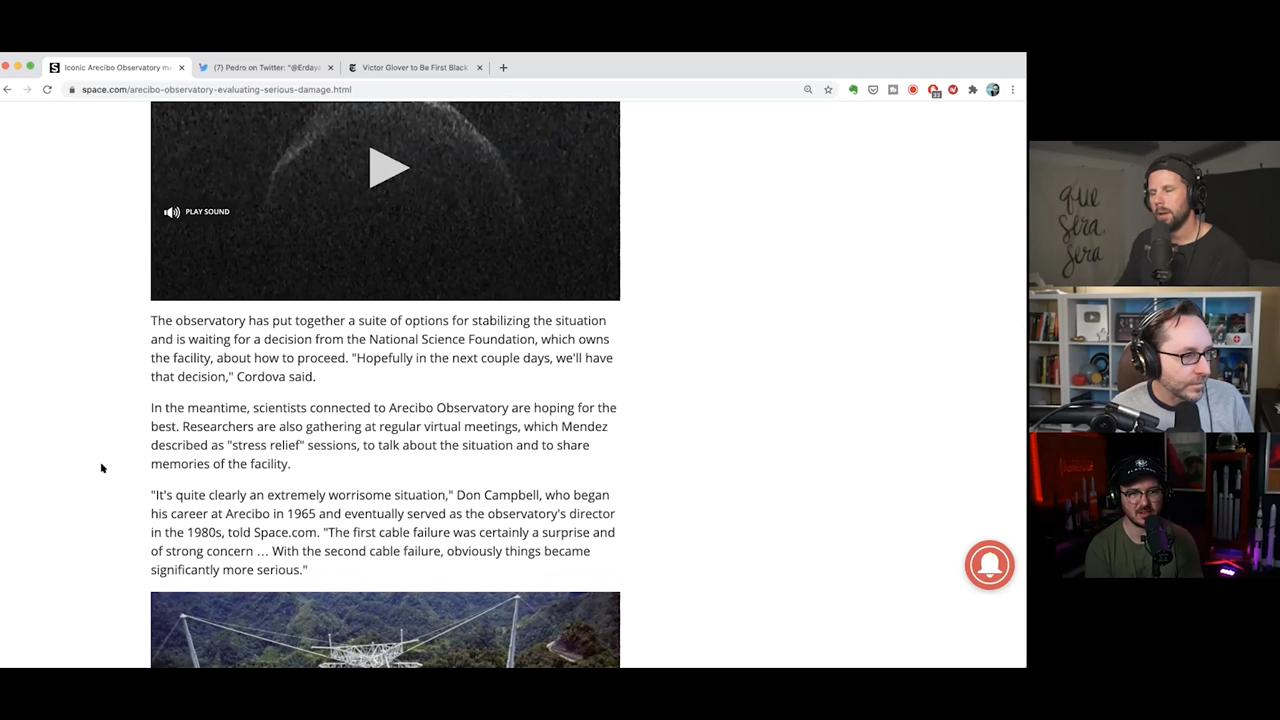 Iconic Arecibo Observatory m
(7) Pedro on Twitter: "@Erday
Victor Glover to Be First Black
space.com/arecibo-observatory-evaluating-serious-damage.html
PLAY SOUND
The observatory has put together a suite of options for stabilizing the situation
and is waiting for a decision from the National Science Foundation, which owns
the facility, about how to proceed. "Hopefully in the next couple days, we'll have
that decision," Cordova said.
In the meantime, scientists connected to Arecibo Observatory are hoping for the
best. Researchers are also gathering at regular virtual meetings, which Mendez
described as "stress relief" sessions, to talk about the situation and to share
memories of the facility.
"It's quite clearly an extremely worrisome situation," Don Campbell, who began
his career at Arecibo in 1965 and eventually served as the observatory's director
in the 1980s, told Space.com. "The first cable failure was certainly a surprise and
of strong concern … With the second cable failure, obviously things became
significantly more serious."
que
sera,
sera